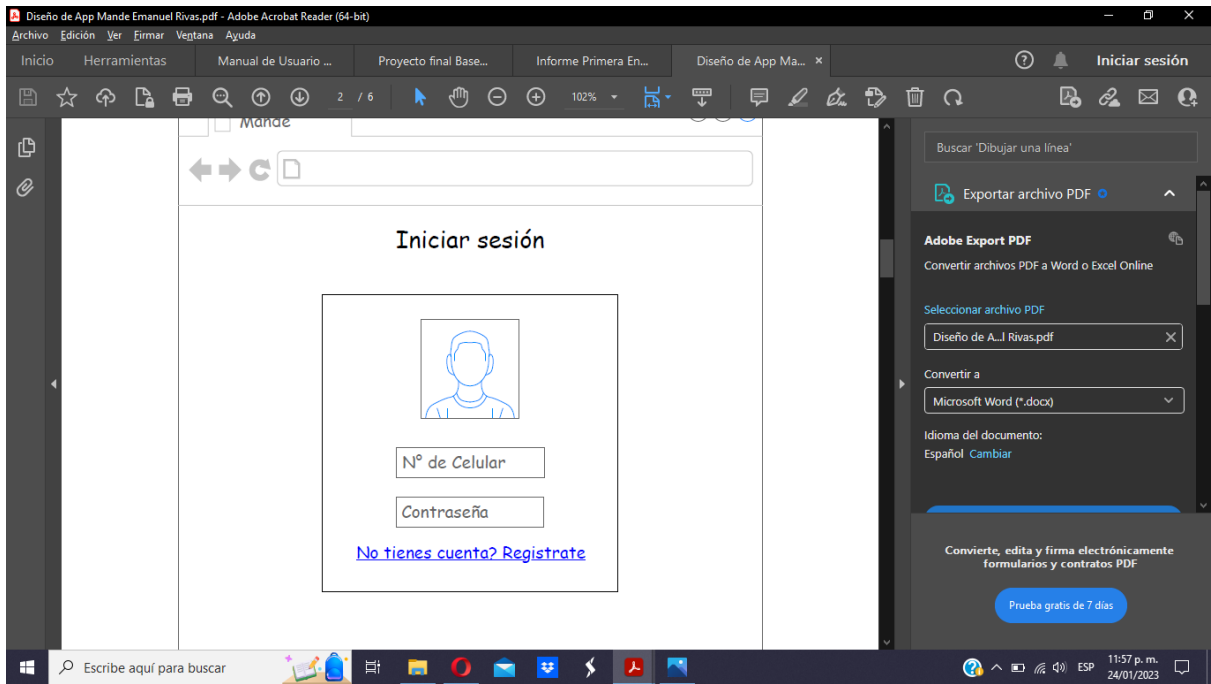 Diseño de App Mande Emanuel Rivas.pdf - Adobe Acrobat Reader (64-bit)
Archivo Edición Ver Firmar Ventana Ayuda
Inicio Herramientas Manual de Usuario ... Proyecto final Base... Informe Primera En... Diseño de App Ma... × Iniciar sesión
2 / 6 102%
Mande
Buscar 'Dibujar una línea'
Exportar archivo PDF
Iniciar sesión
Adobe Export PDF
Convertir archivos PDF a Word o Excel Online
Seleccionar archivo PDF
Diseño de A...l Rivas.pdf
Convertir a
Microsoft Word (*.docx)
Idioma del documento:
Español Cambiar
N° de Celular
Contraseña
No tienes cuenta? Registrate
Convierte, edita y firma electrónicamente
formularios y contratos PDF
Prueba gratis de 7 días
Escribe aquí para buscar
ESP
11:57 p. m.
24/01/2023